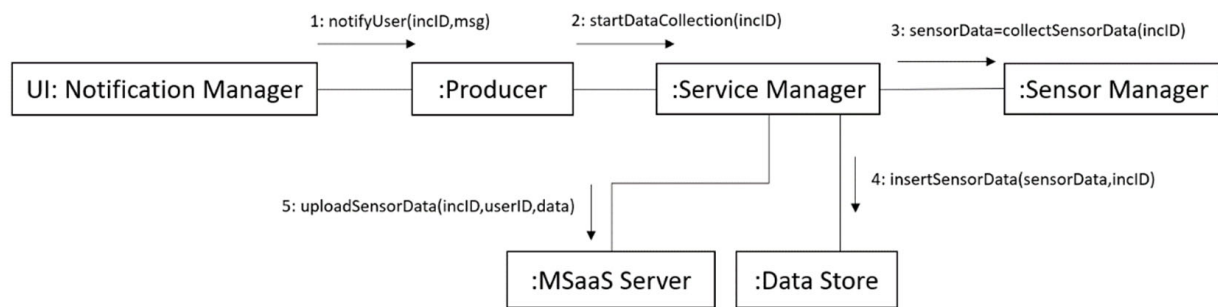 1: notifyUser(incID,msg)
2: startDataCollection(incID)
3: sensorData=collectSensorData(incID)
UI: Notification Manager
:Producer
:Service Manager
:Sensor Manager
4: insertSensorData(sensorData,incID)
5: uploadSensorData(incID,userID,data)
:MSaaS Server
:Data Store